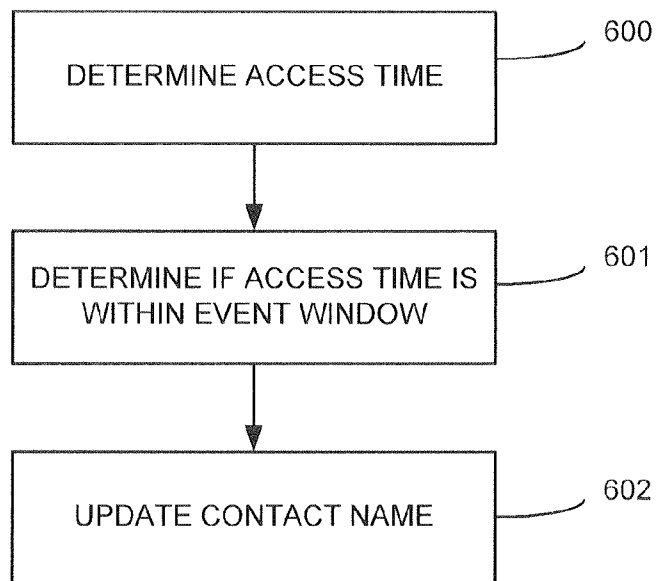 600
DETERMINE ACCESS TIME
601
DETERMINE IF ACCESS TIME IS
WITHIN EVENT WINDOW
602
UPDATE CONTACT NAME